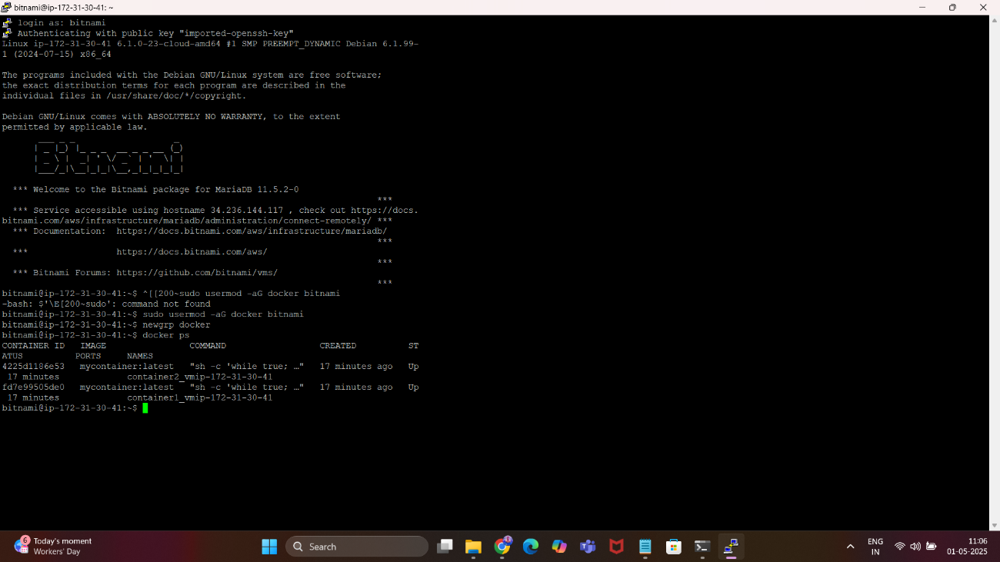 bitnami@ip-172-31-30-41: ~
login as: bitnami
Authenticating with public key "imported-openssh-key"
Linux ip-172-31-30-41 6.1.0-23-cloud-amd64 #1 SMP PREEMPT_DYNAMIC Debian 6.1.99-
1 (2024-07-15) x86_64
The programs included with the Debian GNU/Linux system are free software;
the exact distribution terms for each program are described in the
individual files in /usr/share/doc/*/copyright.
Debian GNU/Linux comes with ABSOLUTELY NO WARRANTY, to the extent
permitted by applicable law.
Bitnami
*** Welcome to the Bitnami package for MariaDB 11.5.2-0
***
*** Service accessible using hostname 34.236.144.117 , check out https://docs.
bitnami.com/aws/infrastructure/mariadb/administration/connect-remotely/ ***
*** Documentation:  https://docs.bitnami.com/aws/infrastructure/mariadb/
***
***                 https://docs.bitnami.com/aws/
***
*** Bitnami Forums: https://github.com/bitnami/vms/
***
bitnami@ip-172-31-30-41:~$ ^[[200~sudo usermod -aG docker bitnami
-bash: $'\E[200~sudo': command not found
bitnami@ip-172-31-30-41:~$ sudo usermod -aG docker bitnami
bitnami@ip-172-31-30-41:~$ newgrp docker
bitnami@ip-172-31-30-41:~$ docker ps
CONTAINER ID   IMAGE                COMMAND                  CREATED          ST
ATUS          PORTS     NAMES
4225d1186e53   mycontainer:latest   "sh -c 'while true; …"   17 minutes ago   Up
 17 minutes             container2_vmip-172-31-30-41
fd7e99505de0   mycontainer:latest   "sh -c 'while true; …"   17 minutes ago   Up
 17 minutes             container1_vmip-172-31-30-41
bitnami@ip-172-31-30-41:~$
6
Today's moment
Workers' Day
Search
ENG
IN
11:06
01-05-2025